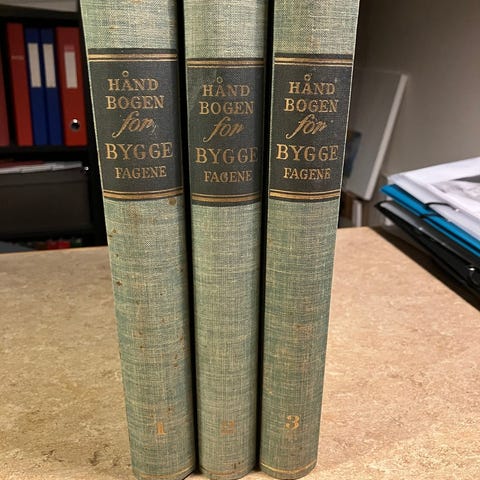 HÅND
BOGEN
for
BYGGE
FAGENE
1
HÅND
BOGEN
for
BYGGE
FAGENE
2
HÅND
BOGEN
for
BYGGE
FAGENE
3